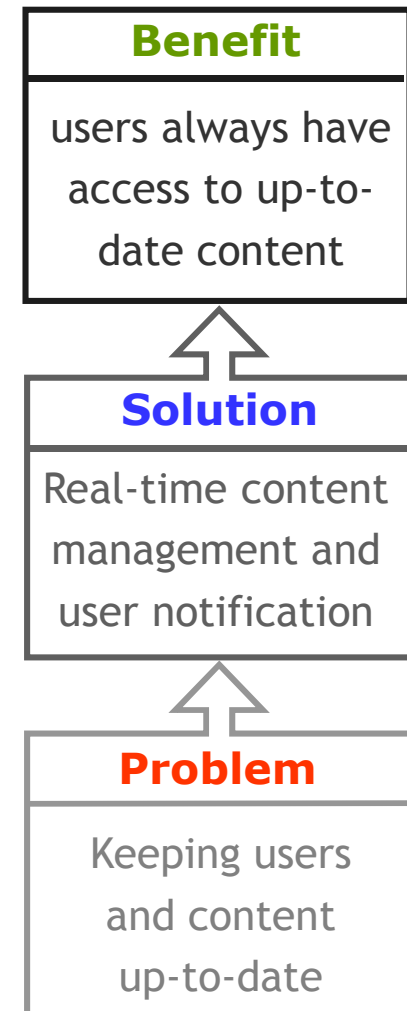 Benefit
users always have
access to up-to-
date content
Solution
Real-time content
management and
user notification
Problem
Keeping users
and content
up-to-date